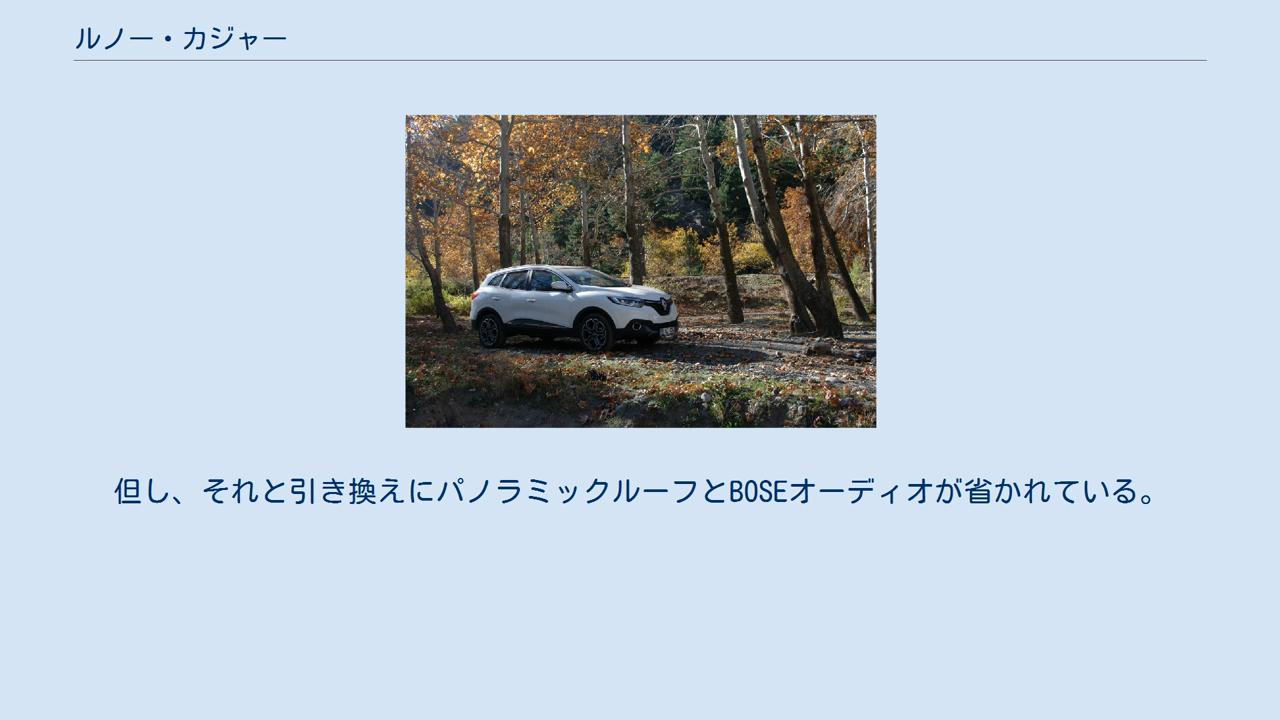 ルノー・カジャー
但し、それと引き換えにパノラミックルーフとBOSEオーディオが省かれている。